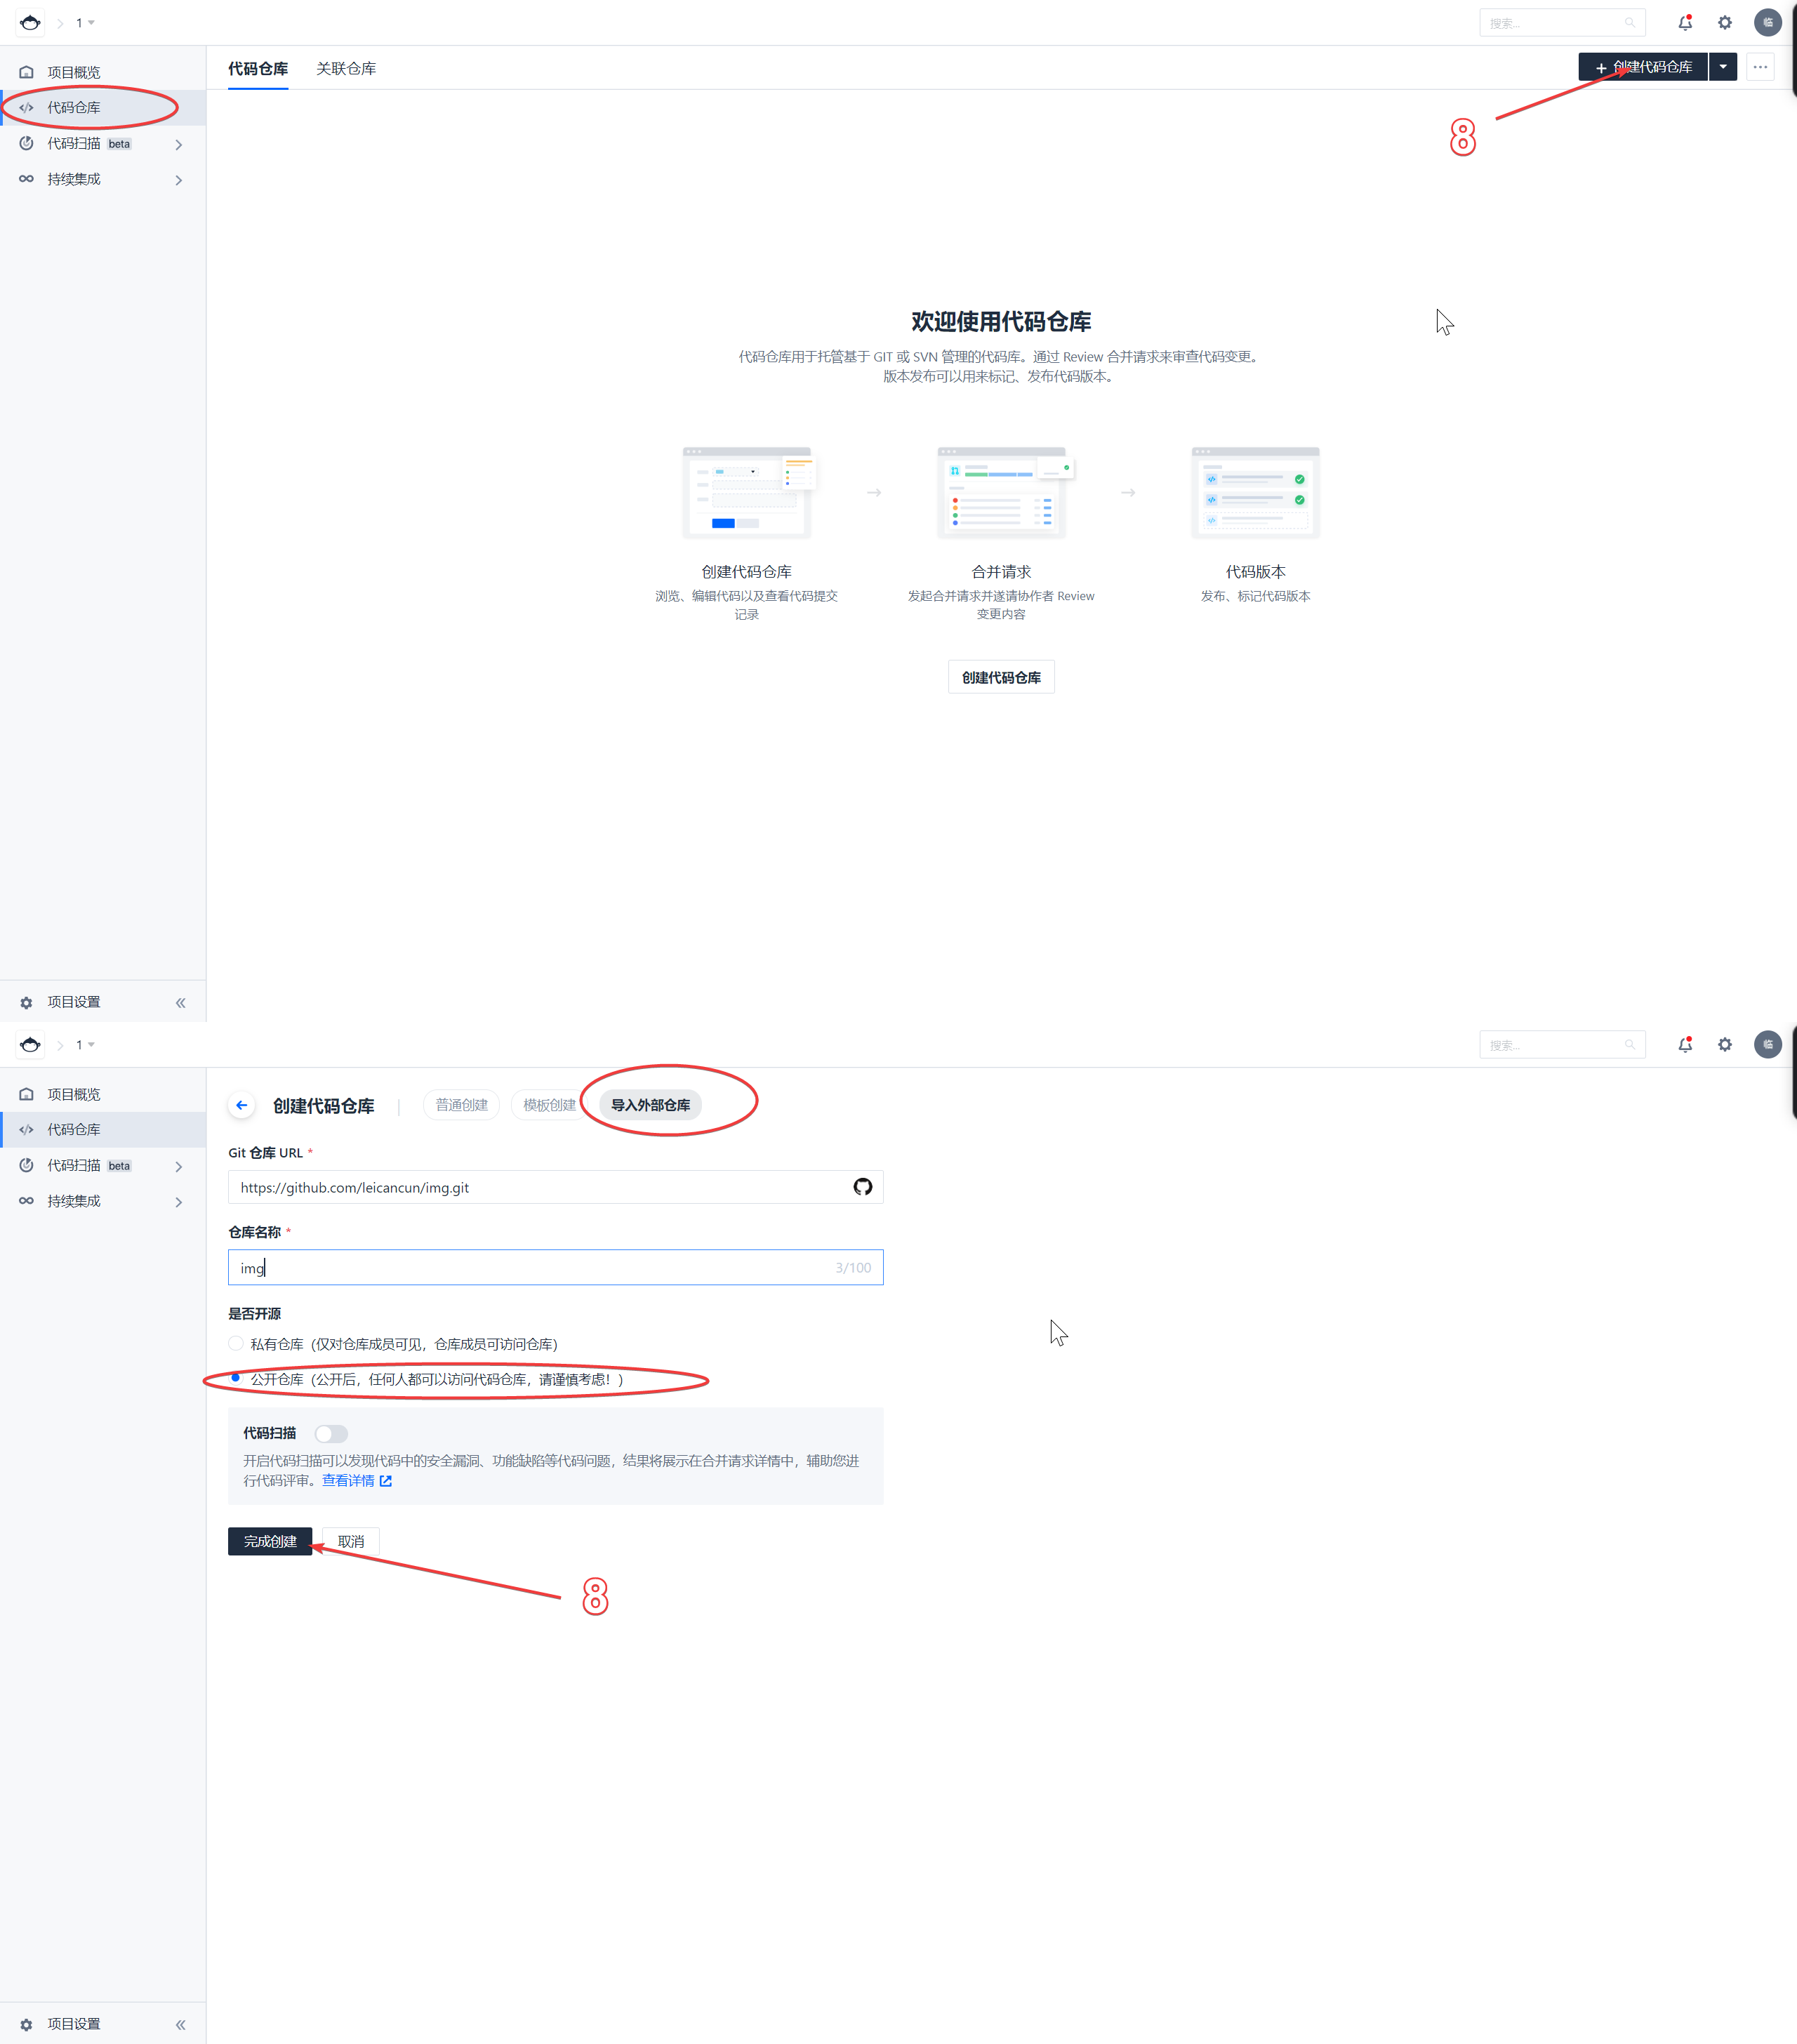 1
搜索...
临
项目概览
代码仓库
代码扫描 beta
持续集成
代码仓库 关联仓库
+ 创建代码仓库
8
欢迎使用代码仓库
代码仓库用于托管基于 GIT 或 SVN 管理的代码库。通过 Review 合并请求来审查代码变更。
版本发布可以用来标记、发布代码版本。
创建代码仓库
浏览、编辑代码以及查看代码提交
记录
合并请求
发起合并请求并邀请协作者 Review
变更内容
代码版本
发布、标记代码版本
创建代码仓库
项目设置
1
搜索...
临
项目概览
代码仓库
代码扫描 beta
持续集成
创建代码仓库 | 普通创建 模板创建 导入外部仓库
Git 仓库 URL *
https://github.com/leicancun/img.git
仓库名称 *
img 3/100
是否开源
私有仓库（仅对仓库成员可见，仓库成员可访问仓库）
公开仓库（公开后，任何人都可以访问代码仓库，请谨慎考虑！）
代码扫描
开启代码扫描可以发现代码中的安全漏洞、功能缺陷等代码问题，结果将展示在合并请求详情中，辅助您进
行代码评审。查看详情
完成创建 取消
8
项目设置